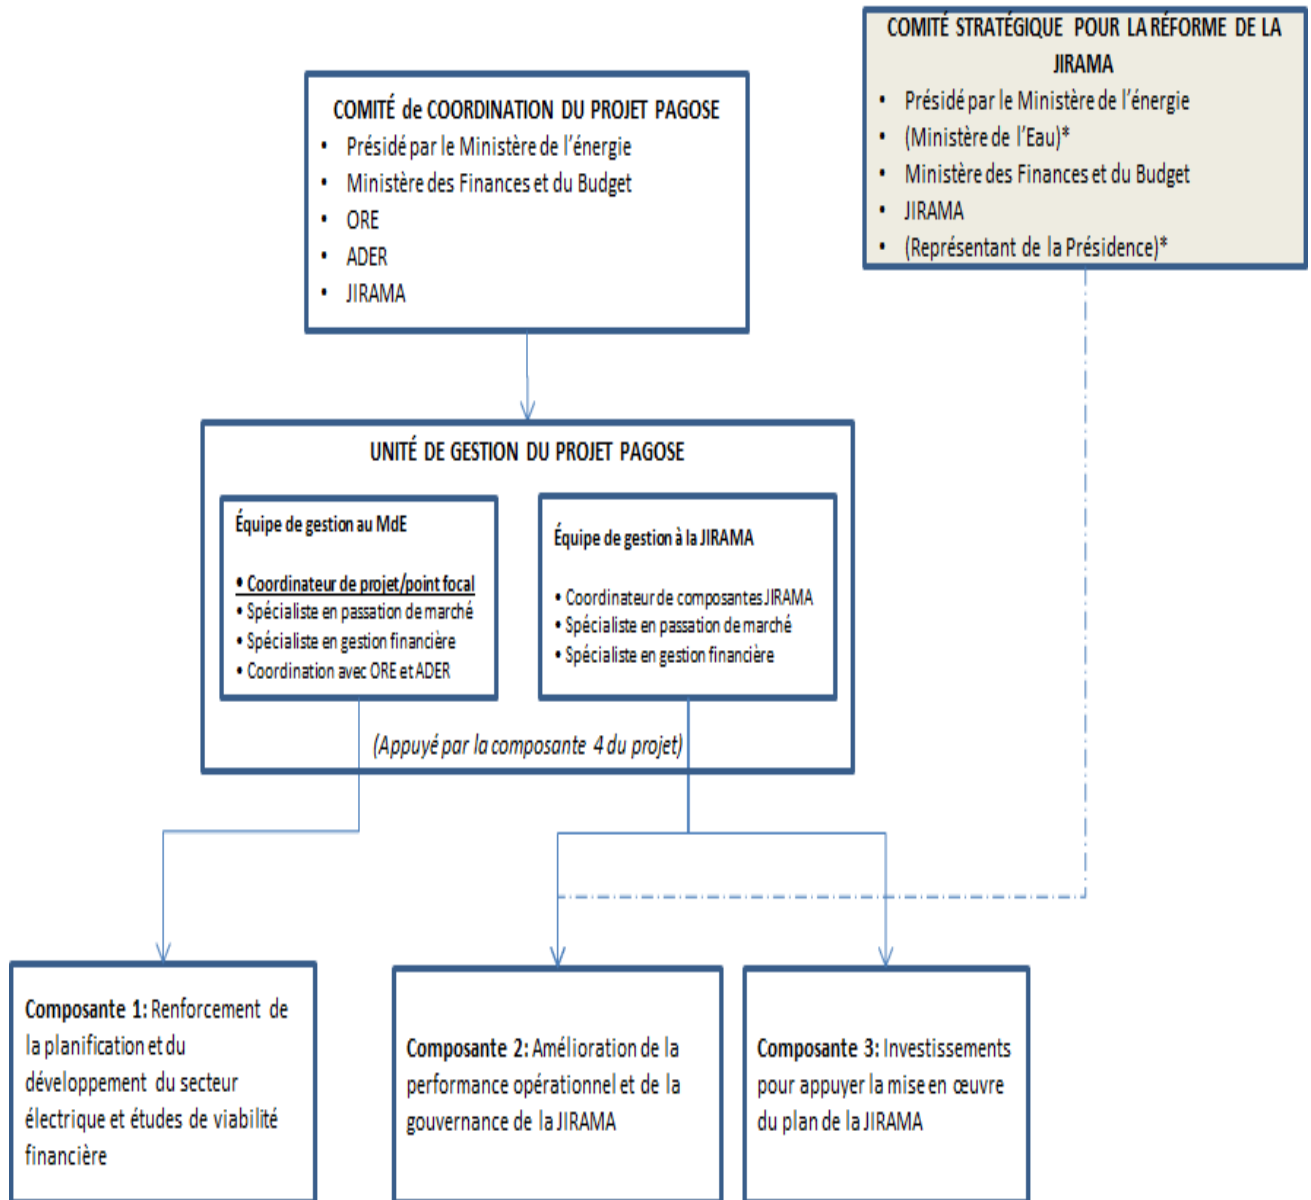 COMITÉ STRATÉGIQUE POUR LA RÉFORME DE LA
JIRAMA
• Présidé par le Ministère de l'énergie
• (Ministère de l'Eau)*
• Ministère des Finances et du Budget
• JIRAMA
• (Représentant de la Présidence)*
COMITÉ de COORDINATION DU PROJET PAGOSE
• Présidé par le Ministère de l'énergie
• Ministère des Finances et du Budget
• ORE
• ADER
• JIRAMA
UNITÉ DE GESTION DU PROJET PAGOSE
Équipe de gestion au MdE
• Coordinateur de projet/point focal
• Spécialiste en passation de marché
• Spécialiste en gestion financière
• Coordination avec ORE et ADER
Équipe de gestion à la JIRAMA
• Coordinateur de composantes JIRAMA
• Spécialiste en passation de marché
• Spécialiste en gestion financière
(Appuyé par la composante 4 du projet)
Composante 1: Renforcement de
la planification et du
développement du secteur
électrique et études de viabilité
financière
Composante 2: Amélioration de la
performance opérationnel et de la
gouvernance de la JIRAMA
Composante 3: Investissements
pour appuyer la mise en œuvre
du plan de la JIRAMA